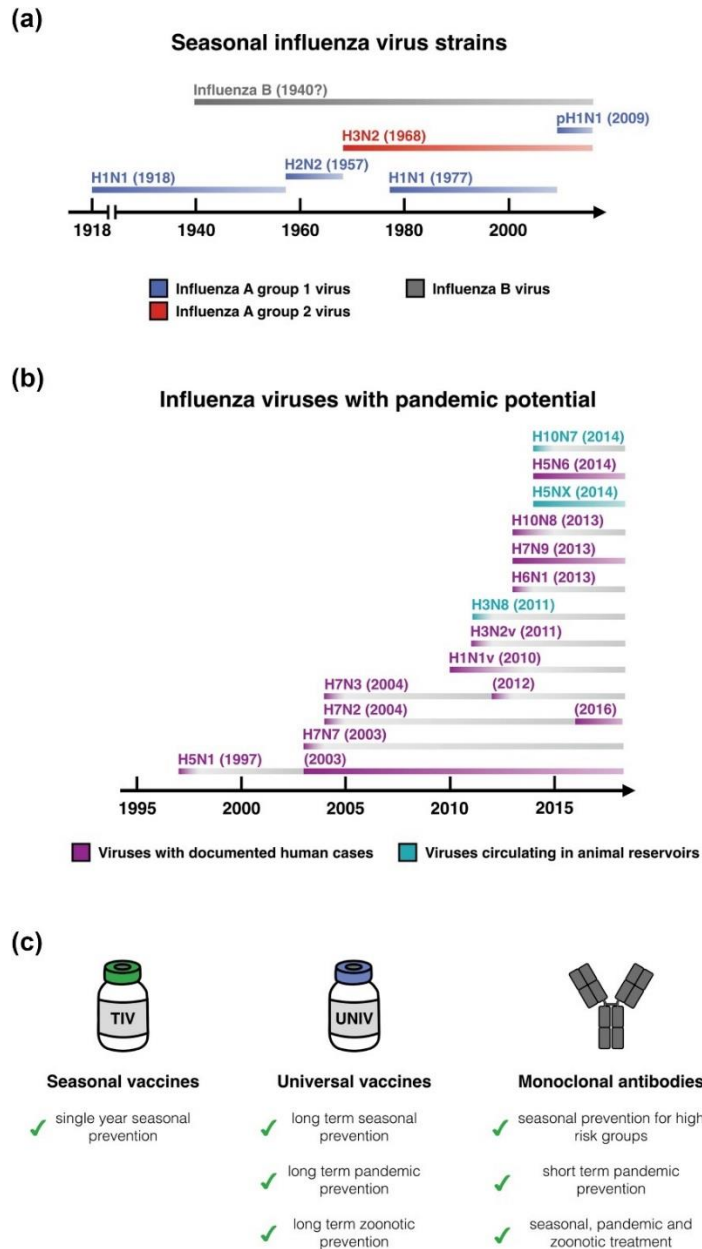 (a)
Seasonal influenza virus strains
Influenza B (1940?)
pH1N1 (2009)
H3N2 (1968)
H2N2 (1957)
H1N1 (1918)
H1N1 (1977)
1918
1940
1960
1980
2000
Influenza A group 1 virus
Influenza B virus
Influenza A group 2 virus
(b)
Influenza viruses with pandemic potential
H10N7 (2014)
H5N6 (2014)
H5NX (2014)
H10N8 (2013)
H7N9 (2013)
H6N1 (2013)
H3N8 (2011)
H3N2v (2011)
H1N1v (2010)
H7N3 (2004)
(2012)
H7N2 (2004)
(2016)
H7N7 (2003)
H5N1 (1997)
(2003)
1995
2000
2005
2010
2015
Viruses with documented human cases
Viruses circulating in animal reservoirs
(c)
TIV
UNIV
Seasonal vaccines
Universal vaccines
Monoclonal antibodies
single year seasonal
prevention
long term seasonal
prevention
long term pandemic
prevention
long term zoonotic
prevention
seasonal prevention for high
risk groups
short term pandemic
prevention
seasonal, pandemic and
zoonotic treatment